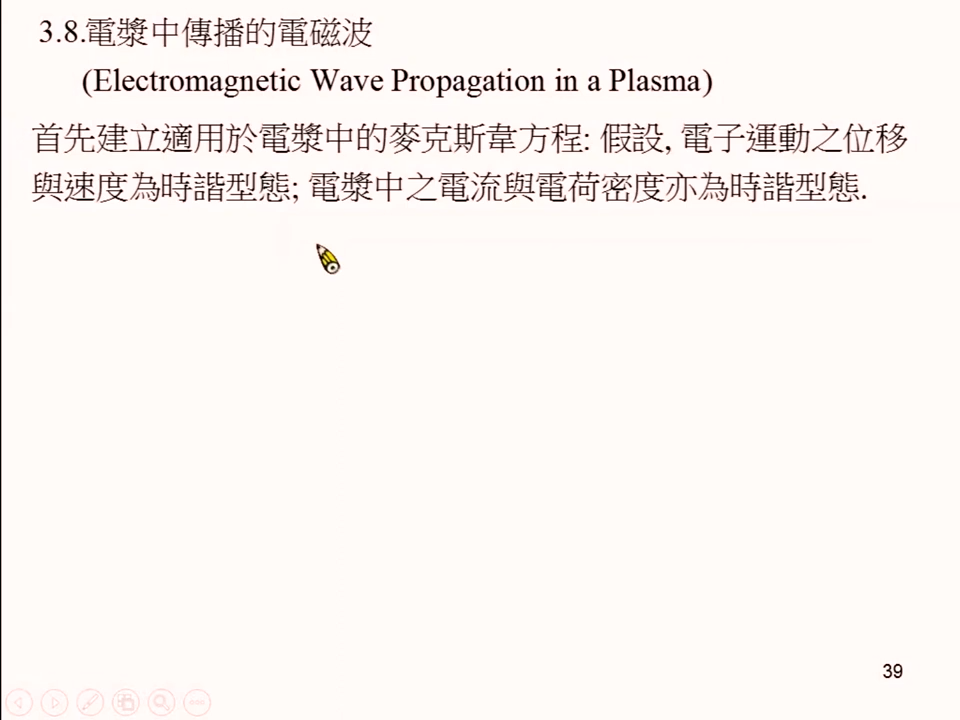 3.8.電漿中傳播的電磁波
(Electromagnetic Wave Propagation in a Plasma)
首先建立適用於電漿中的麥克斯韋方程: 假設, 電子運動之位移
與速度為時諧型態; 電漿中之電流與電荷密度亦為時諧型態.
39